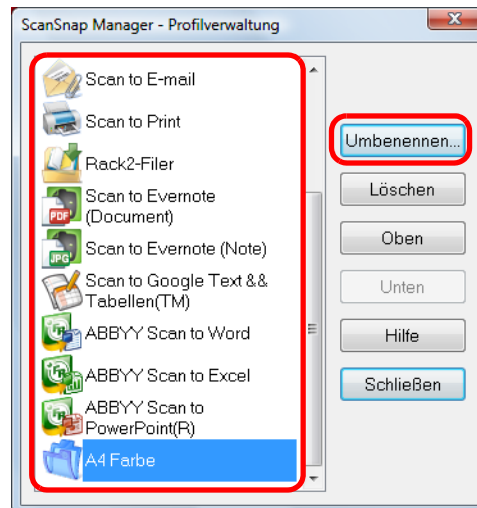 ScanSnap Manager - Profilverwaltung
Scan to E-mail
Scan to Print
Rack2-Filer
Scan to Evernote
(Document)
Scan to Evernote (Note)
Scan to Google Text &&
Tabellen(TM)
ABBYY Scan to Word
ABBYY Scan to Excel
ABBYY Scan to
PowerPoint(R)
A4 Farbe
Umbenennen...
Löschen
Oben
Unten
Hilfe
Schließen
PDF
JPG